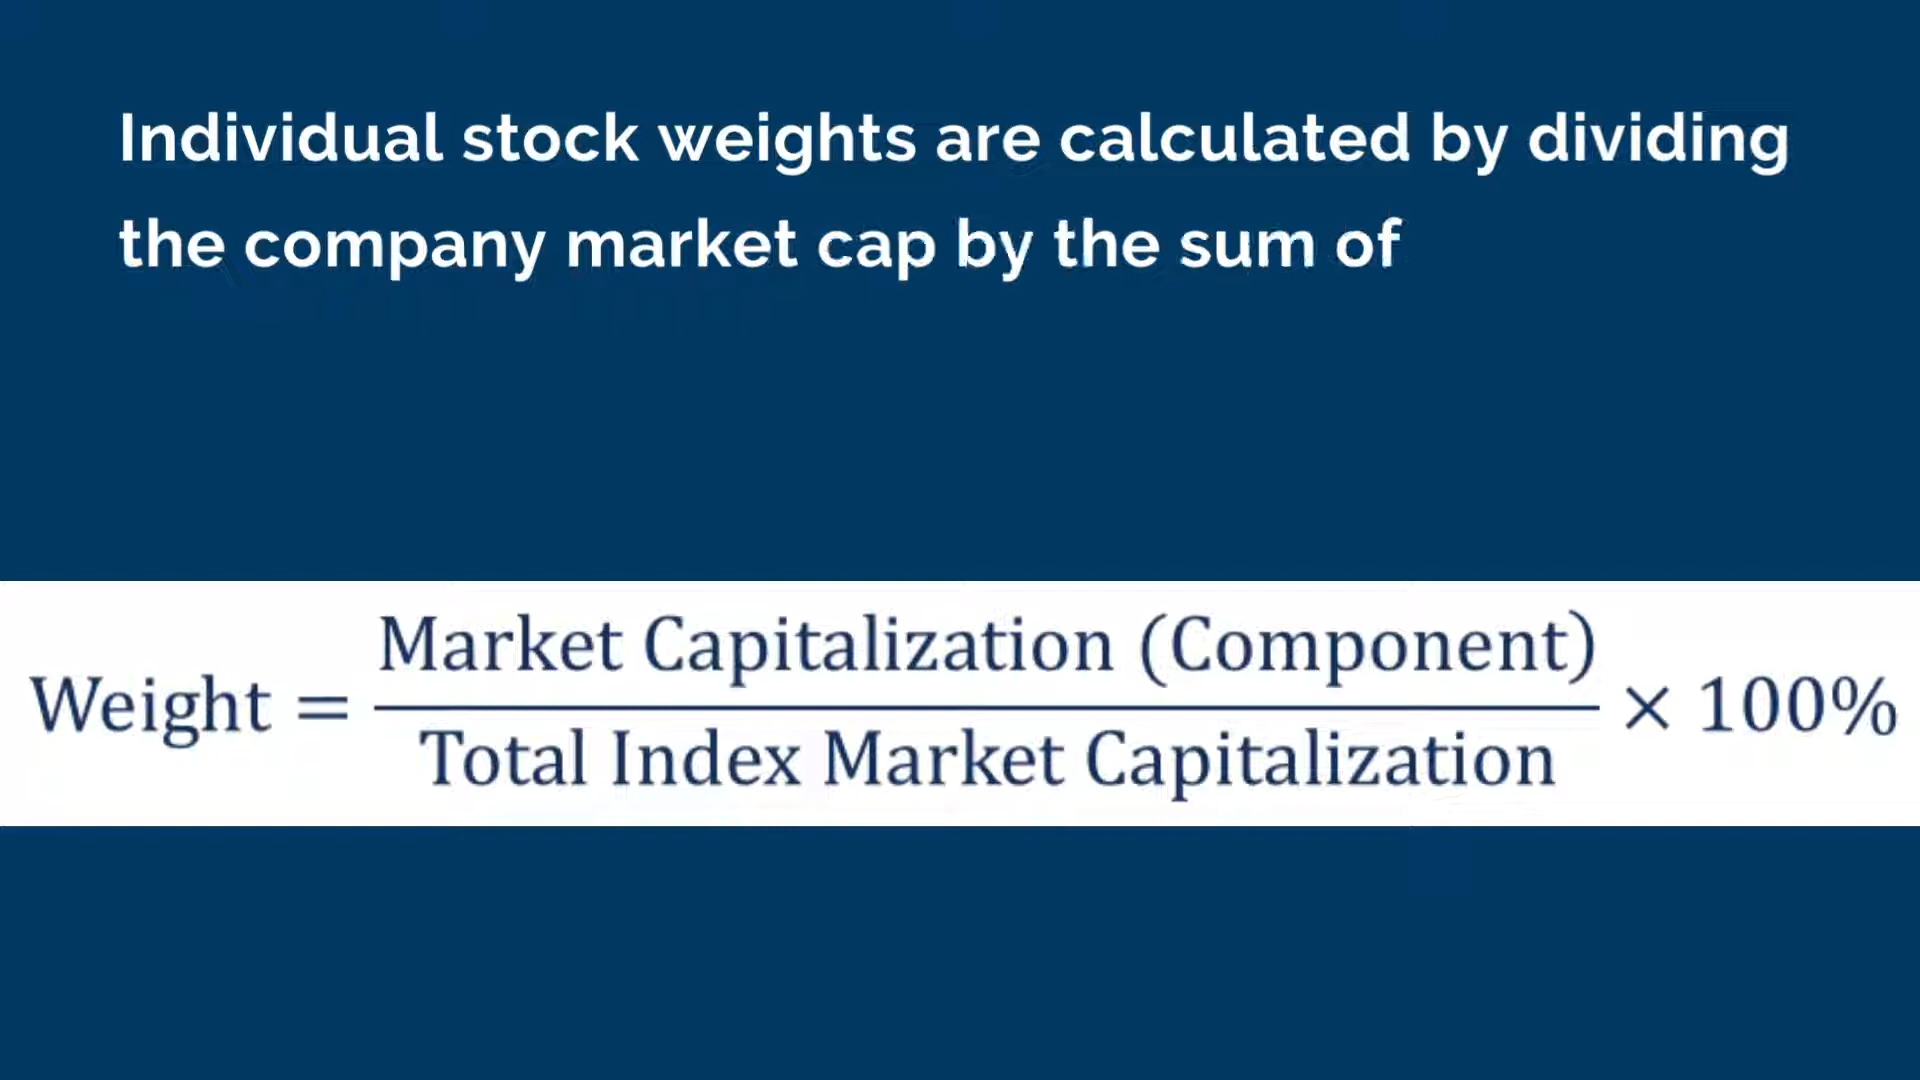 Individual stock weights are calculated by dividing
the company market cap by the sum of
Weight = Market Capitalization (Component) / Total Index Market Capitalization × 100%